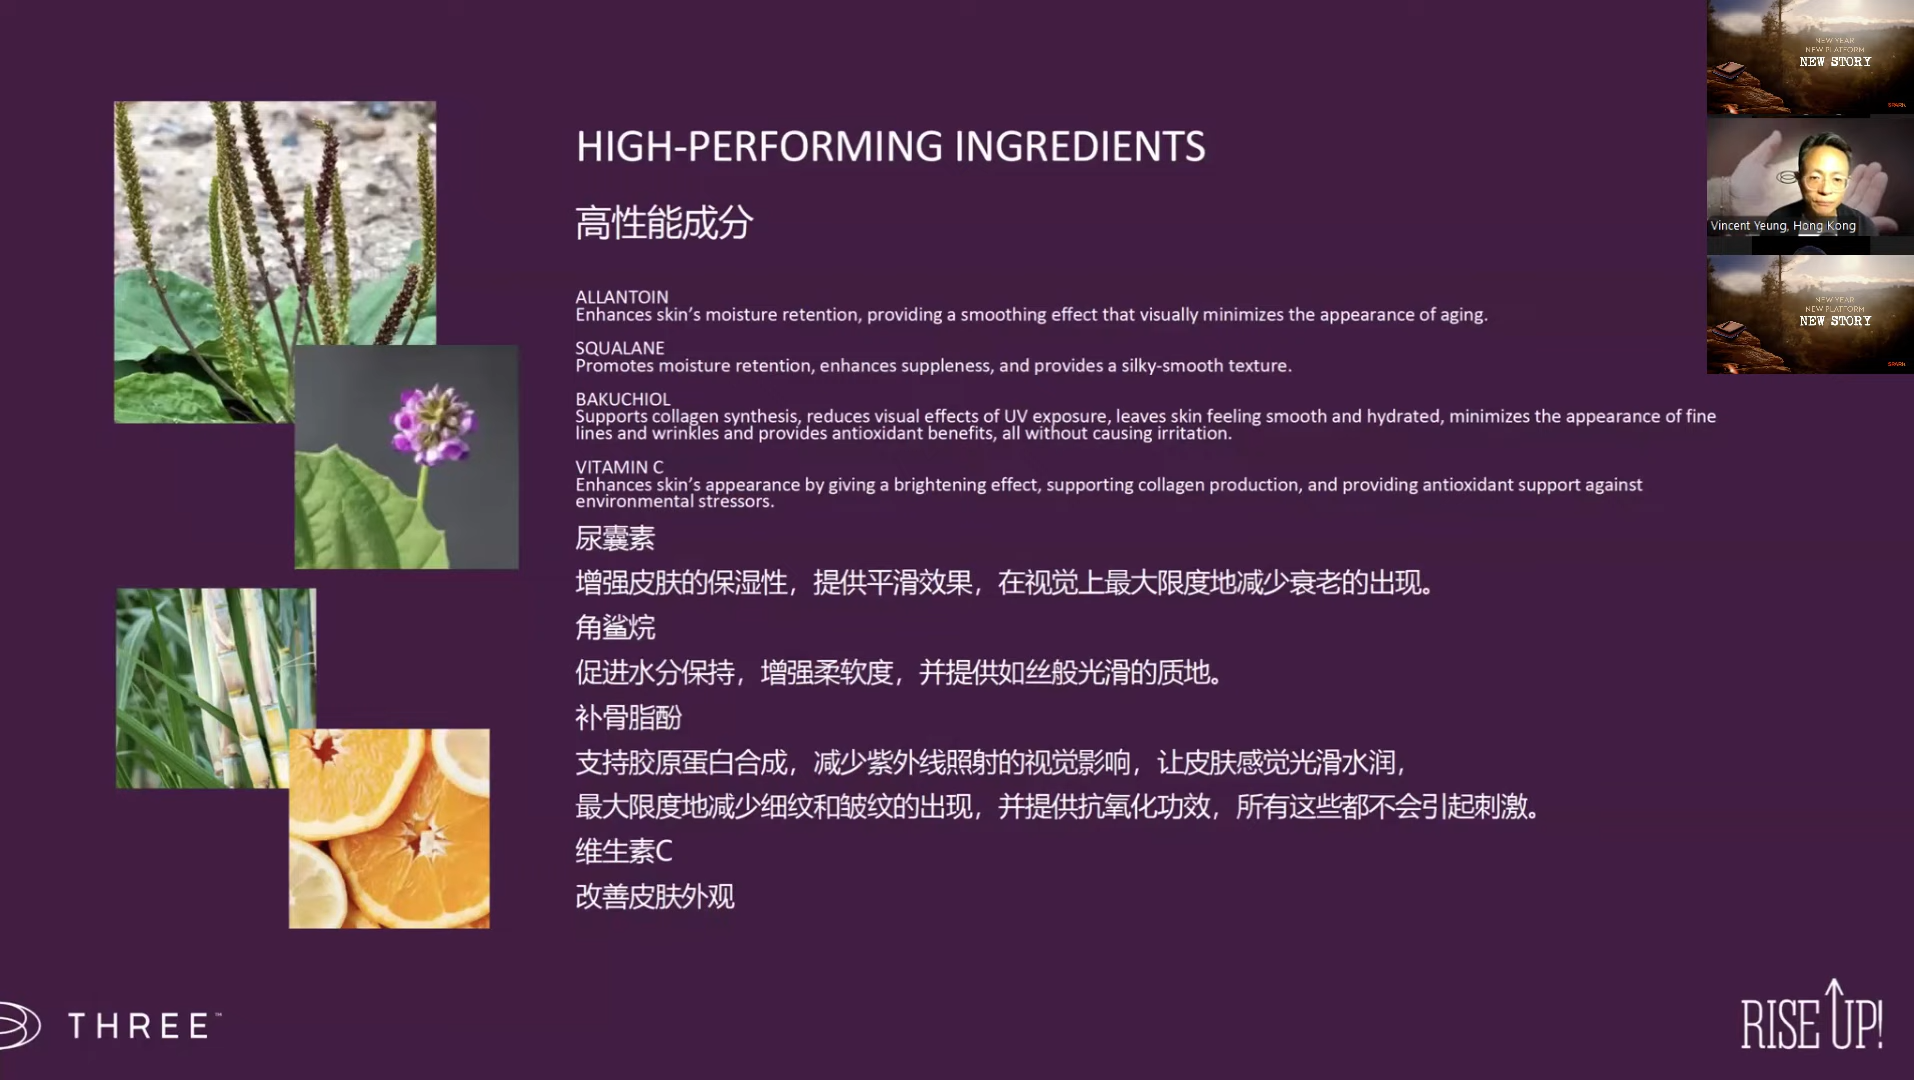 HIGH-PERFORMING INGREDIENTS
高性能成分
ALLANTOIN
Enhances skin’s moisture retention, providing a smoothing effect that visually minimizes the appearance of aging.
SQUALANE
Promotes moisture retention, enhances suppleness, and provides a silky-smooth texture.
BAKUCHIOL
Supports collagen synthesis, reduces visual effects of UV exposure, leaves skin feeling smooth and hydrated, minimizes the appearance of fine
lines and wrinkles and provides antioxidant benefits, all without causing irritation.
VITAMIN C
Enhances skin’s appearance by giving a brightening effect, supporting collagen production, and providing antioxidant support against
environmental stressors.
尿囊素
增强皮肤的保湿性，提供平滑效果，在视觉上最大限度地减少衰老的出现。
角鲨烷
促进水分保持，增强柔软度，并提供如丝般光滑的质地。
补骨脂酚
支持胶原蛋白合成，减少紫外线照射的视觉影响，让皮肤感觉光滑水润，
最大限度地减少细纹和皱纹的出现，并提供抗氧化功效，所有这些都不会引起刺激。
维生素C
改善皮肤外观
THREE™
RISE UP!
NEW YEAR
NEW PLATFORM
NEW STORY
SPARK
Vincent Yeung, Hong Kong
NEW YEAR
NEW PLATFORM
NEW STORY
SPARK